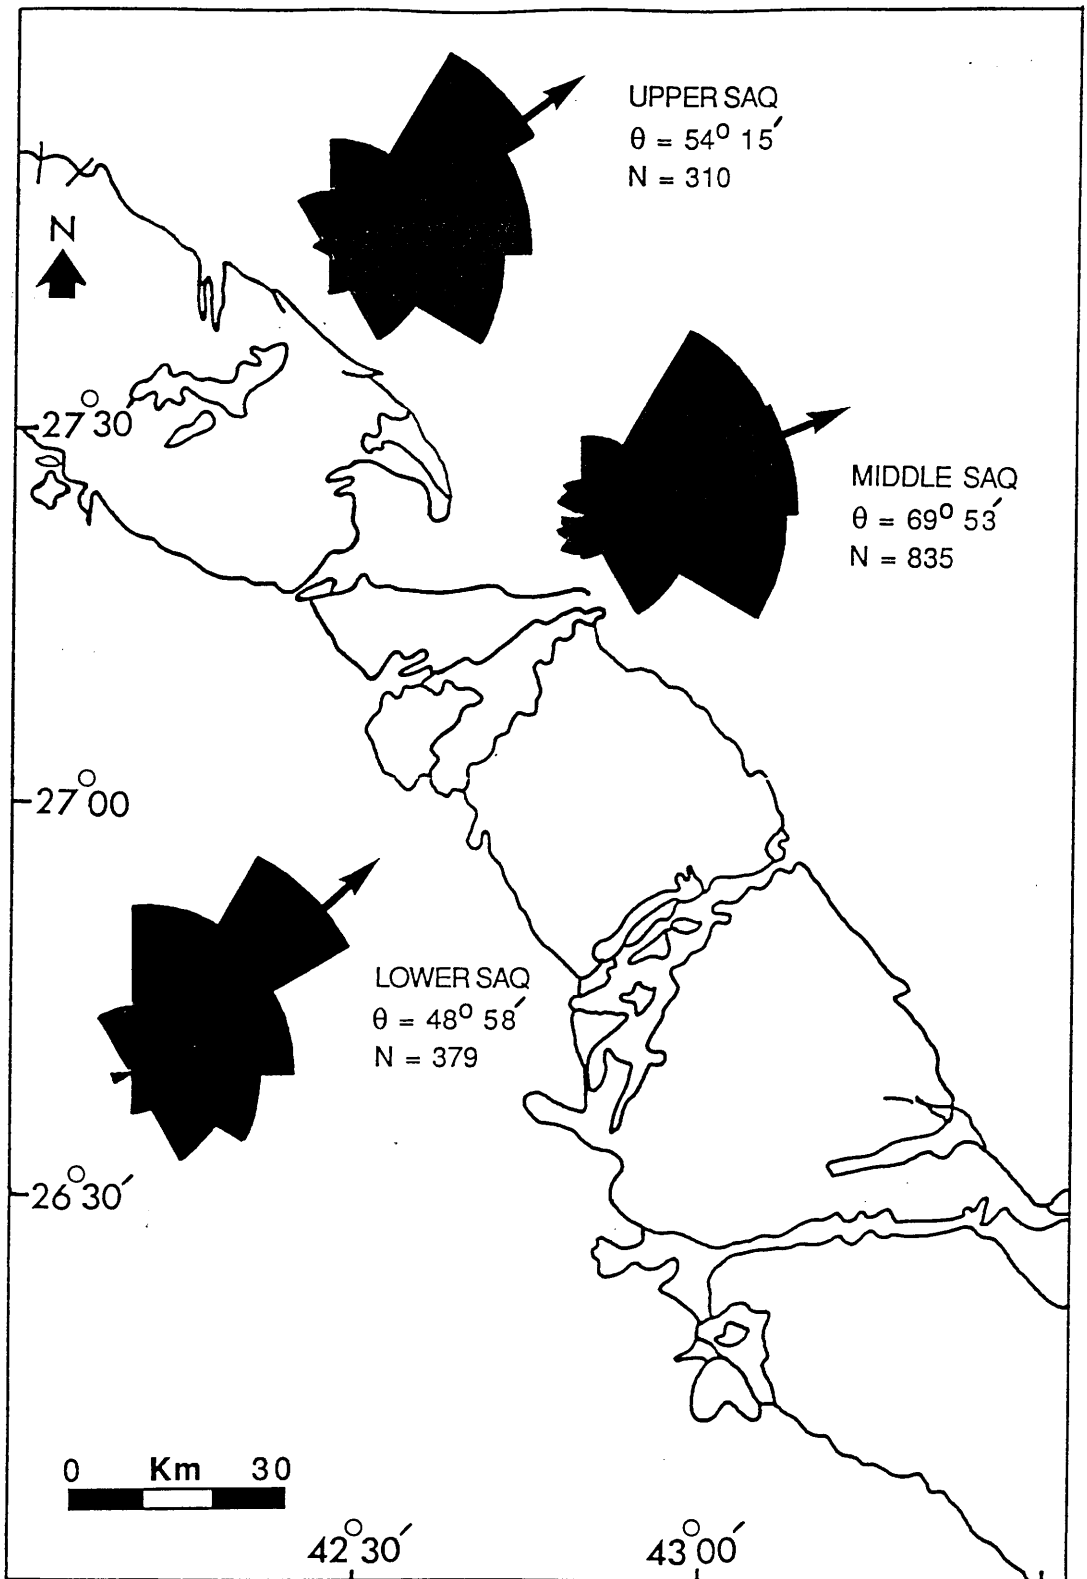 UPPER SAQ
θ = 54° 15′
N = 310
N
27°30
MIDDLE SAQ
θ = 69° 53′
N = 835
27°00
LOWER SAQ
θ = 48° 58′
N = 379
26°30′
0 Km 30
42°30′ 43°00′